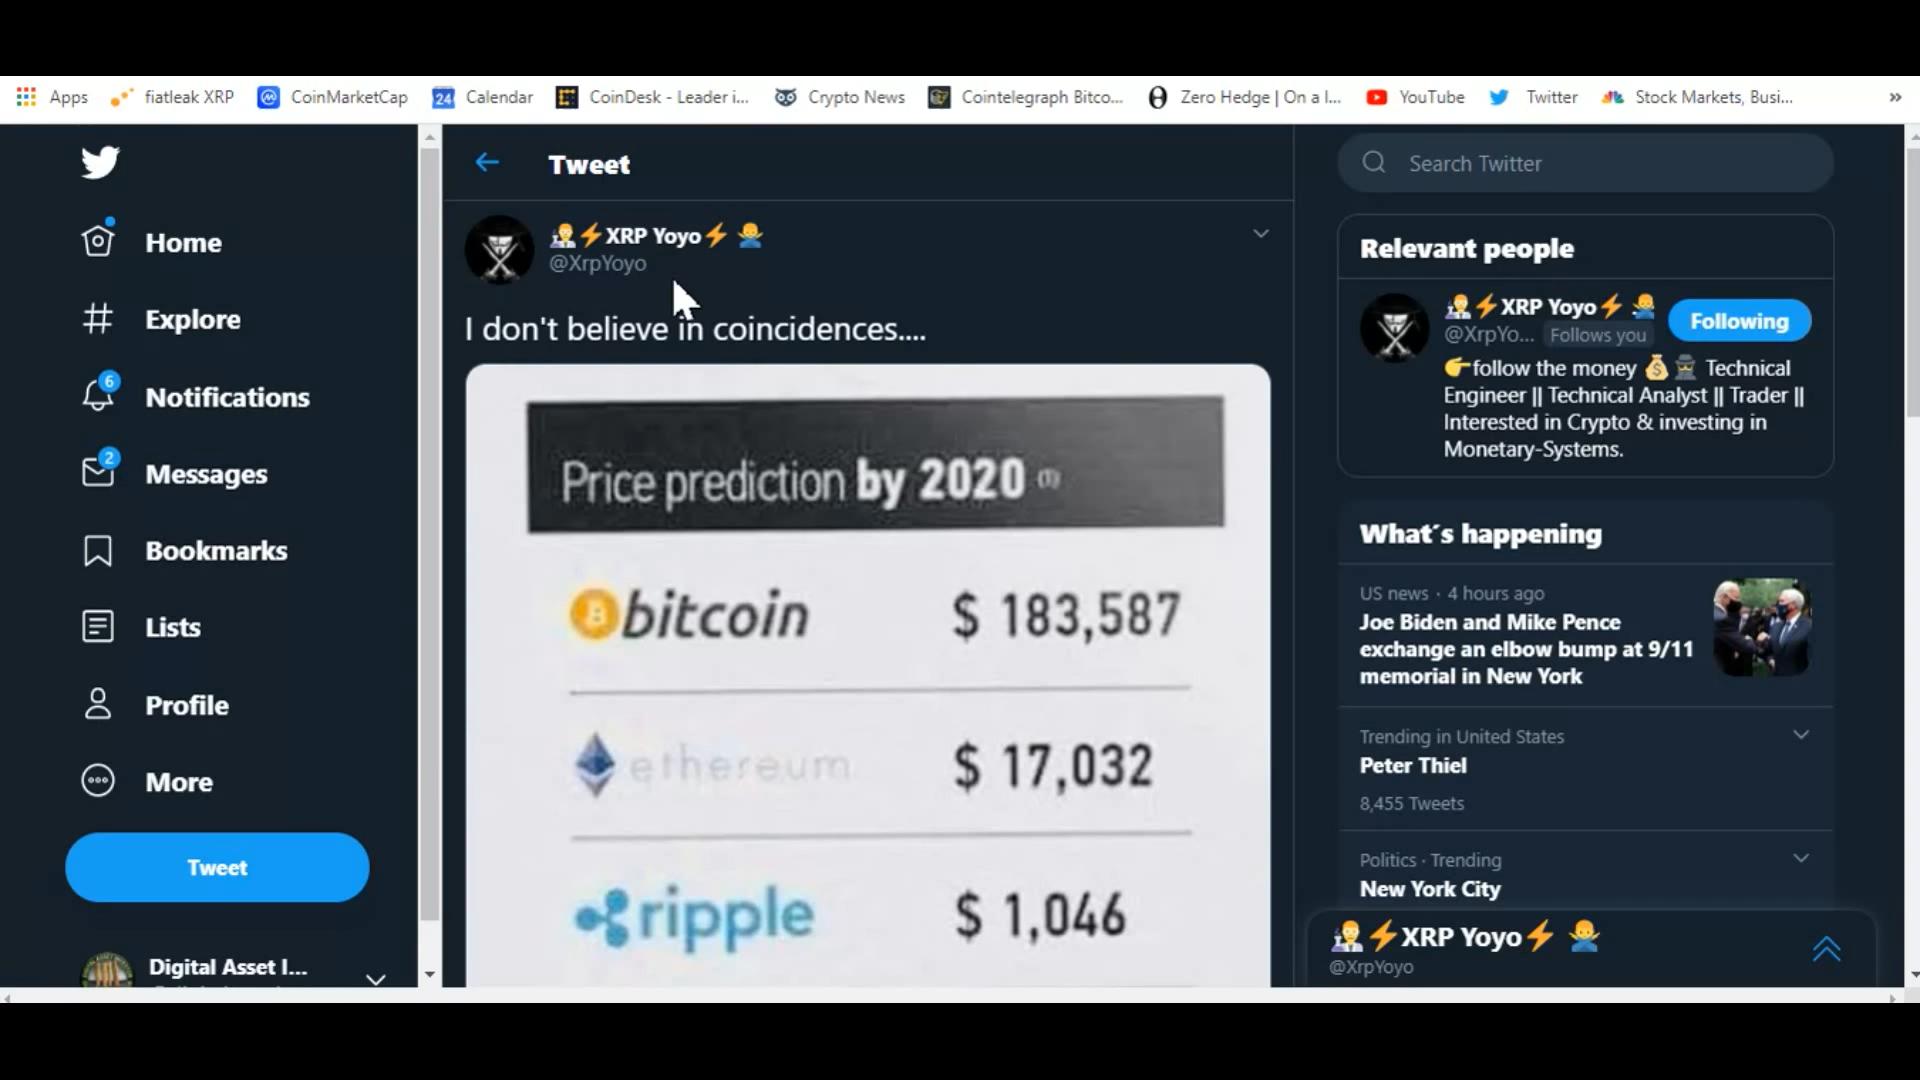 Apps
fiatleak XRP
CoinMarketCap
24
Calendar
CoinDesk - Leader i...
Crypto News
Cointelegraph Bitco...
Zero Hedge | On a l...
YouTube
Twitter
Stock Markets, Busi...
Home
Explore
6
Notifications
2
Messages
Bookmarks
Lists
Profile
More
Tweet
Digital Asset I...
Tweet
XRP Yoyo
@XrpYoyo
I don't believe in coincidences....
Price prediction by 2020 (1)
bitcoin $ 183,587
ethereum $ 17,032
ripple $ 1,046
Search Twitter
Relevant people
XRP Yoyo
@XrpYo... Follows you
Following
follow the money Technical
Engineer || Technical Analyst || Trader ||
Interested in Crypto & investing in
Monetary-Systems.
What´s happening
US news · 4 hours ago
Joe Biden and Mike Pence
exchange an elbow bump at 9/11
memorial in New York
Trending in United States
Peter Thiel
8,455 Tweets
Politics · Trending
New York City
XRP Yoyo
@XrpYoyo